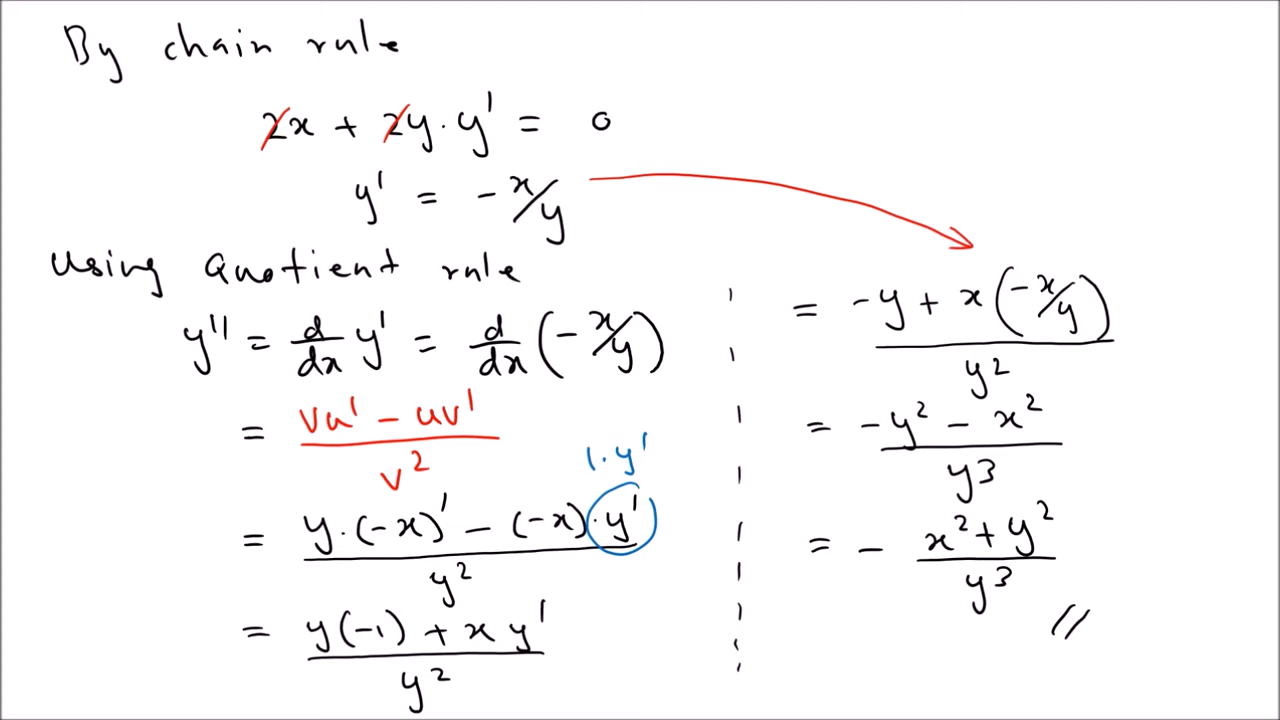 By chain rule
2x + 2y · y' = 0
y' = - x/y
Using Quotient rule
y'' = d/dx y' = d/dx (- x/y)
= (vu' - uv') / v²
1 · y'
= (y · (-x)' - (-x) · y') / y²
= (y(-1) + x y') / y²
= (-y + x(-x/y)) / y²
= (-y² - x²) / y3
= - (x² + y²) / y3 //